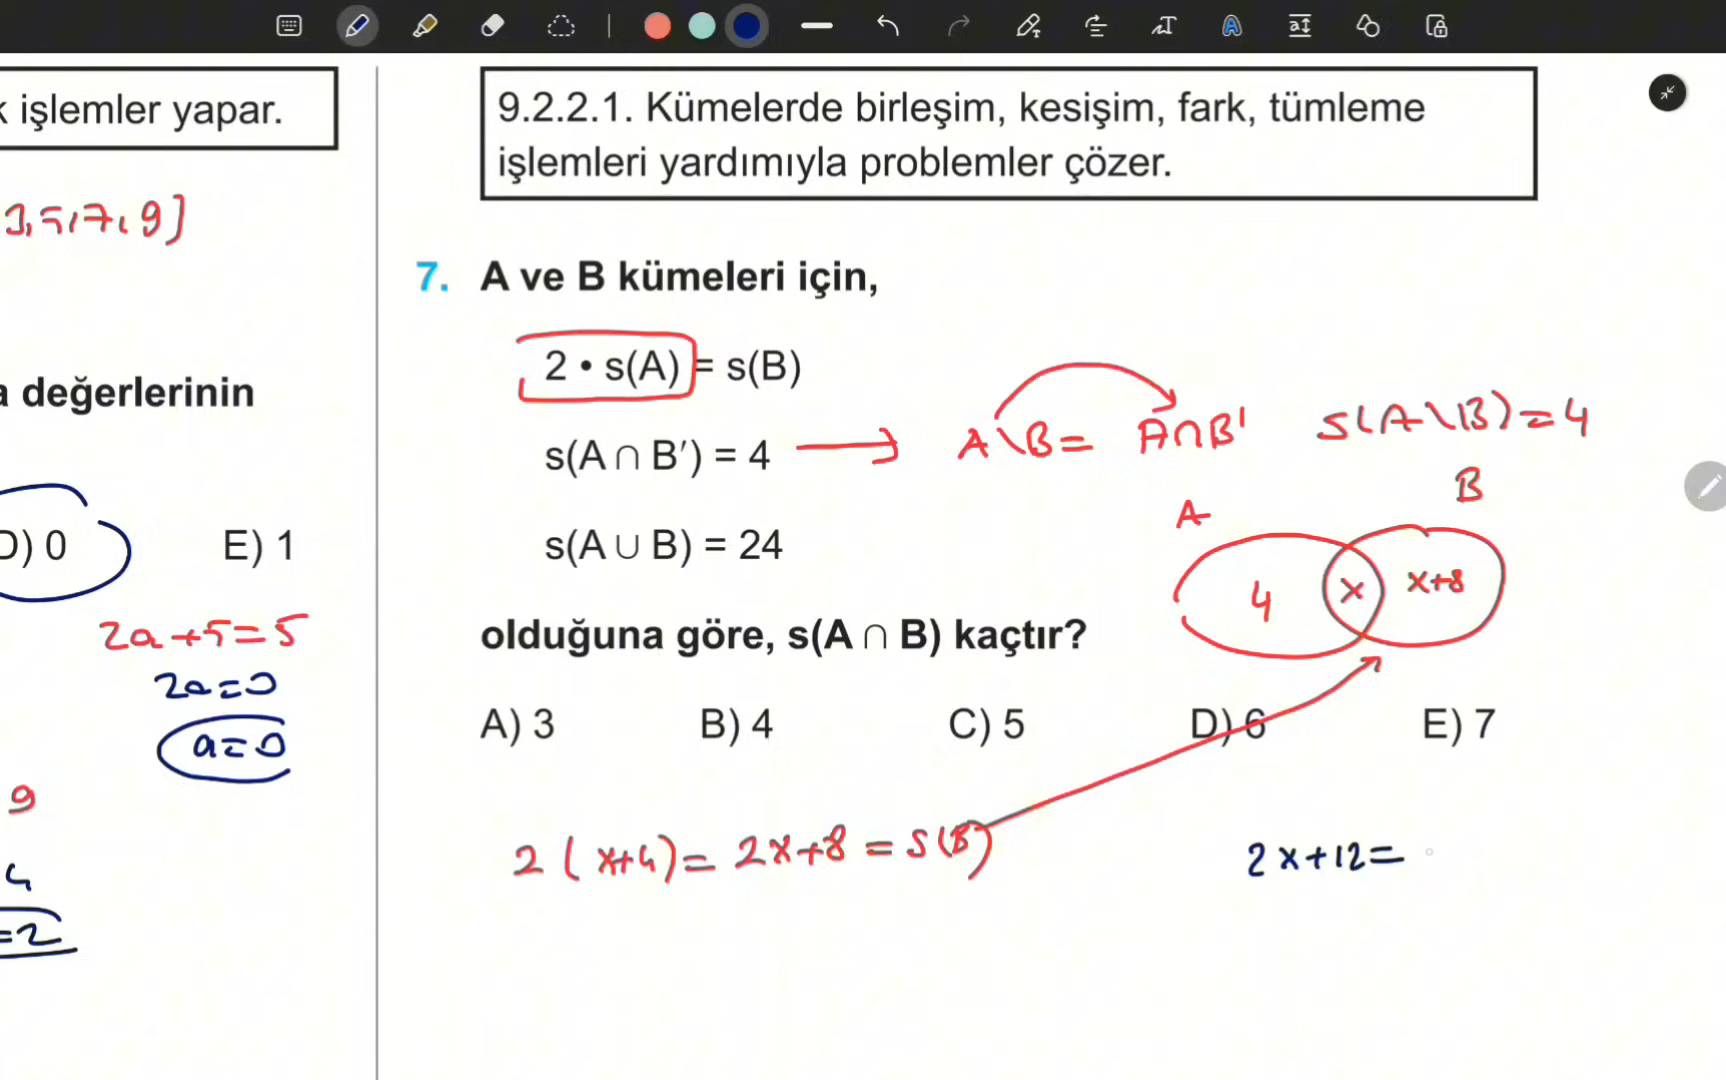 k işlemler yapar.
3,5,7,9}
a değerlerinin
D) 0 E) 1
2a+5=5
2a=0
a=0
9
4
=2
9.2.2.1. Kümelerde birleşim, kesişim, fark, tümleme
işlemleri yardımıyla problemler çözer.
7. A ve B kümeleri için,
2 • s(A) = s(B)
s(A ∩ B′) = 4 → A\B = A∩B' s(A\B)=4
s(A ∪ B) = 24
A B
4 x x+8
olduğuna göre, s(A ∩ B) kaçtır?
A) 3 B) 4 C) 5 D) 6 E) 7
2(x+4)= 2x+8 = s(B)
2x+12=